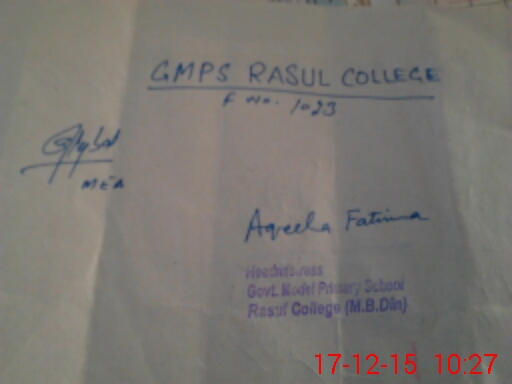 GMPS RASUL COLLEGE
F No. 1023
MEA
Aqeela Fatima
Headmistress
Govt. Model Primary School
Rasul College (M.B.Din)
17-12-15 10:27